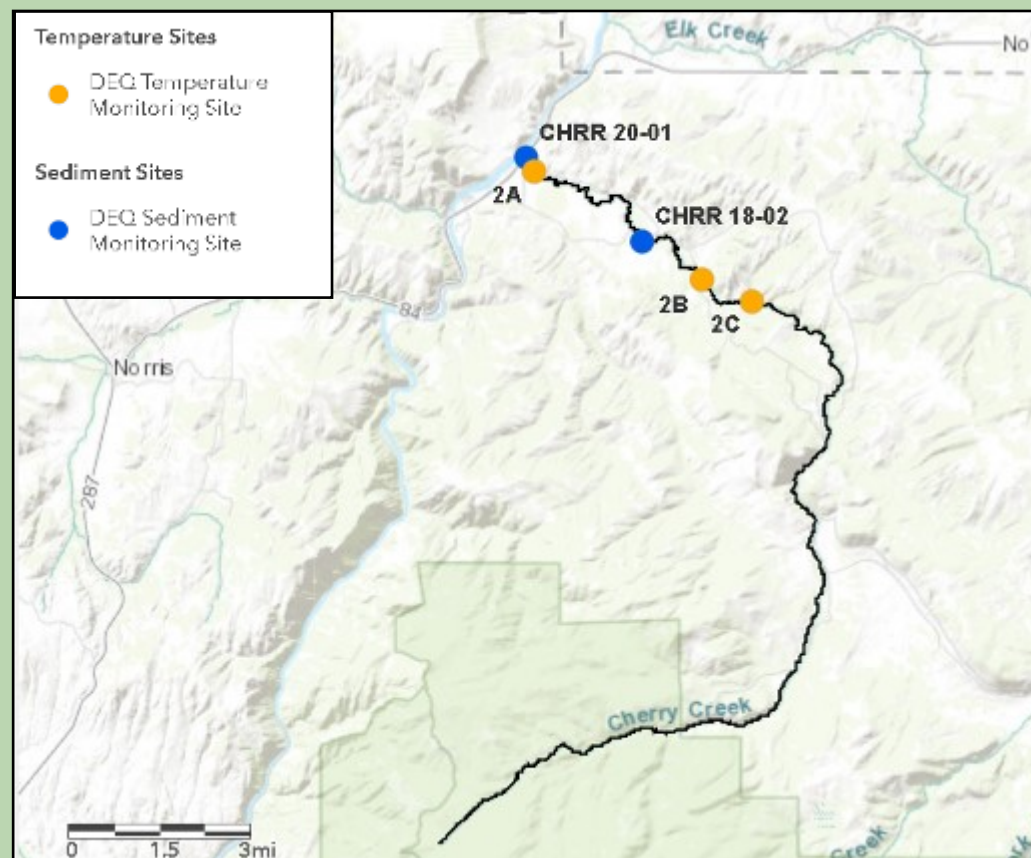 Temperature Sites
DEQ Temperature
Monitoring Site
Sediment Sites
DEQ Sediment
Monitoring Site
Elk Creek
No
CHRR 20-01
2A
CHRR 18-02
2B
2C
84
Norris
287
Cherry Creek
Creek
0 1.5 3mi